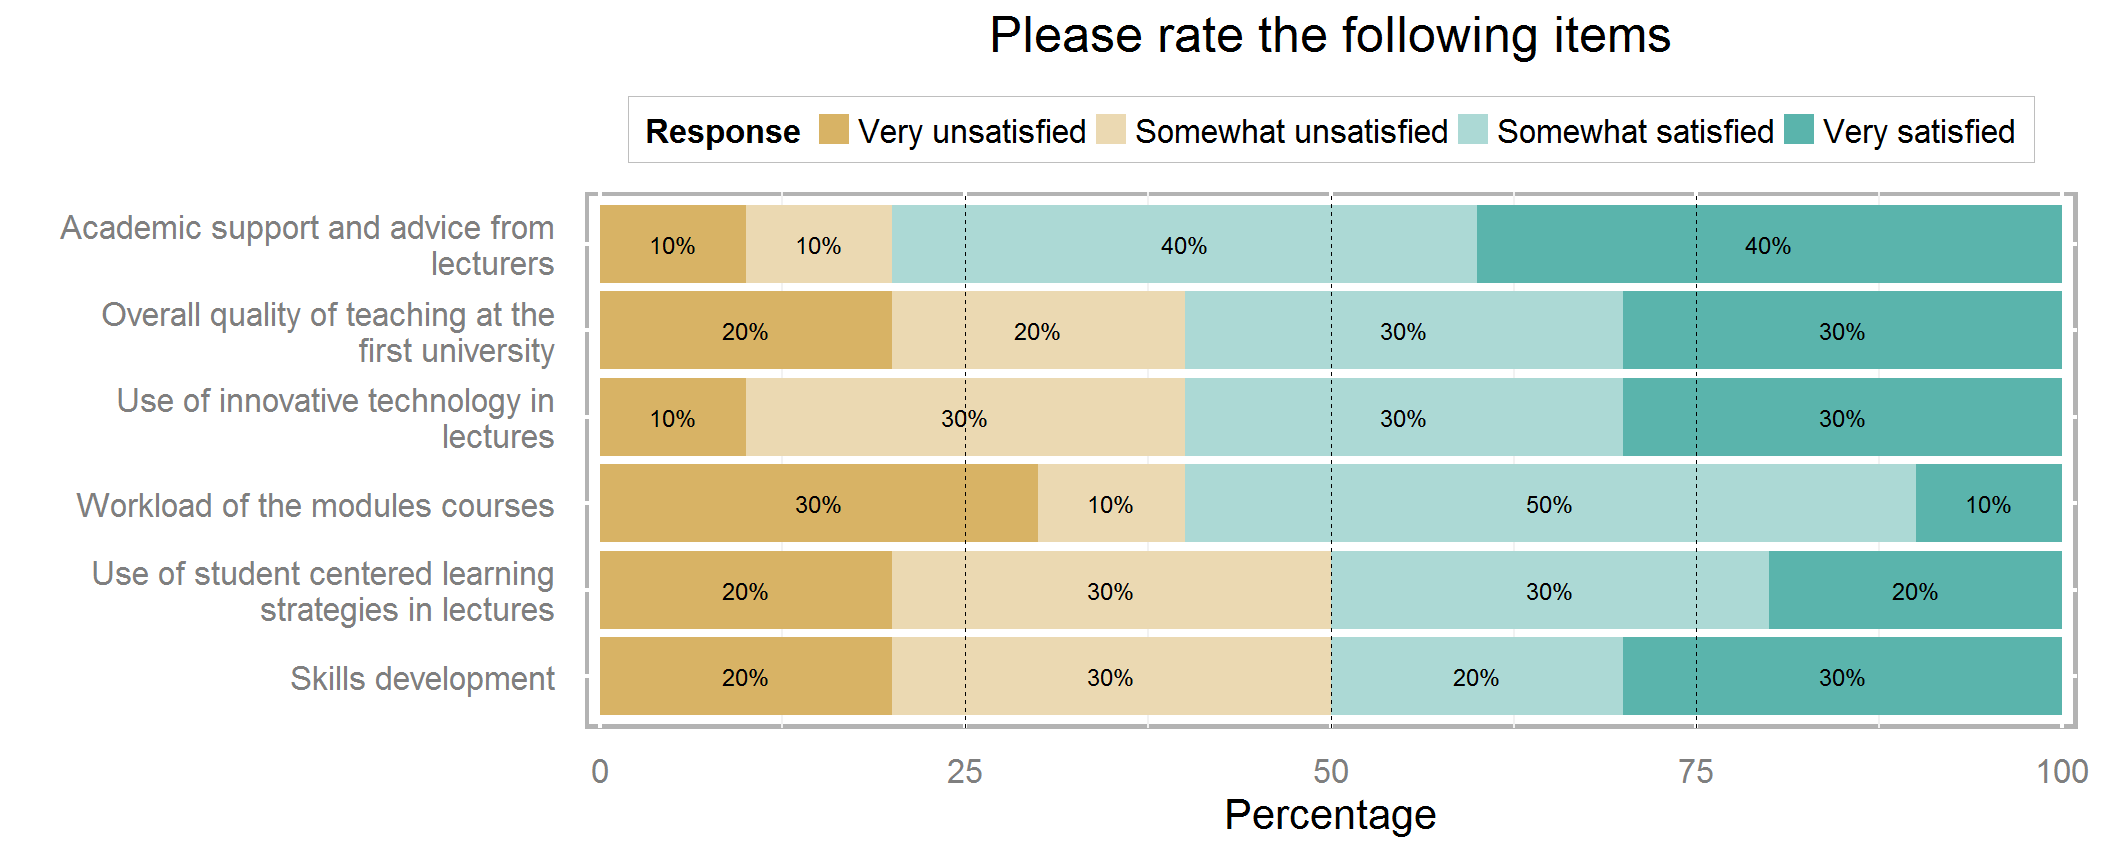 Please rate the following items
Response Very unsatisfied Somewhat unsatisfied Somewhat satisfied Very satisfied
Academic support and advice from
lecturers
10% 10% 40% 40%
Overall quality of teaching at the
first university
20% 20% 30% 30%
Use of innovative technology in
lectures
10% 30% 30% 30%
Workload of the modules courses
30% 10% 50% 10%
Use of student centered learning
strategies in lectures
20% 30% 30% 20%
Skills development
20% 30% 20% 30%
0 25 50 75 100
Percentage